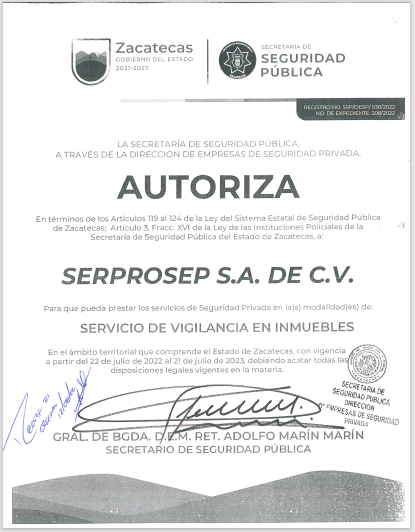 Zacatecas
GOBIERNO DEL ESTADO
2021-2027
SECRETARÍA DE
SEGURIDAD
PÚBLICA
REGISTRO NO. SSP/DESP/ 036/2022
NO. DE EXPEDIENTE 208/2022
LA SECRETARÍA DE SEGURIDAD PÚBLICA,
A TRAVÉS DE LA DIRECCIÓN DE EMPRESAS DE SEGURIDAD PRIVADA,
AUTORIZA
En términos de los Artículos 119 al 124 de la Ley del Sistema Estatal de Seguridad Pública
de Zacatecas; Artículo 3, Fracc. XVI de la Ley de las Instituciones Policiales de la
Secretaría de Seguridad Pública del Estado de Zacatecas, a:
SERPROSEP S.A. DE C.V.
Para que pueda prestar los servicios de Seguridad Privada en la(s) modalidad(es) de:
SERVICIO DE VIGILANCIA EN INMUEBLES
En el ámbito territorial que comprende el Estado de Zacatecas, con vigencia
a partir del 22 de julio de 2022 al 21 de julio de 2023, debiendo acatar todas las
disposiciones legales vigentes en la materia.
SECRETARÍA DE
SEGURIDAD PÚBLICA
DIRECCIÓN
EMPRESAS DE SEGURIDAD
PRIVADA
GRAL. DE BGDA. D.E.M. RET. ADOLFO MARÍN MARÍN
SECRETARIO DE SEGURIDAD PÚBLICA